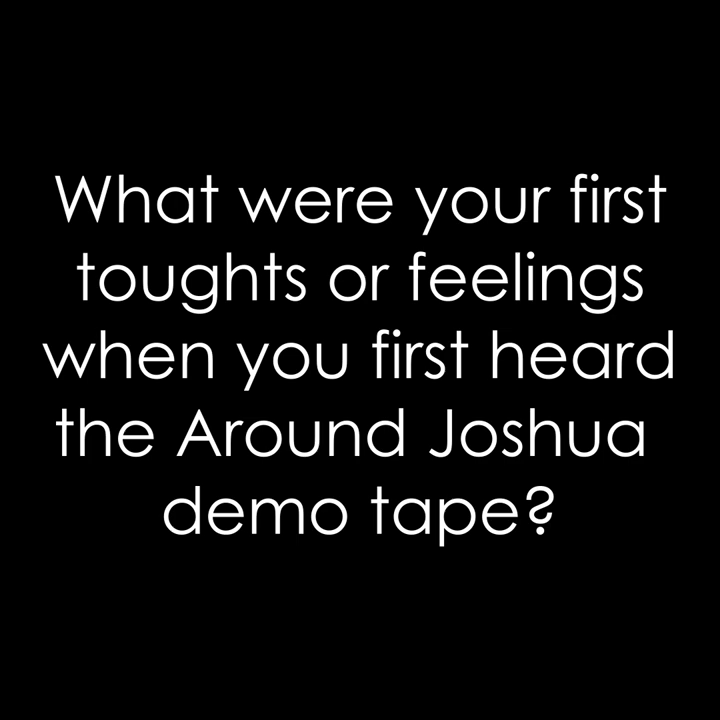 What were your first
toughts or feelings
when you first heard
the Around Joshua
demo tape?